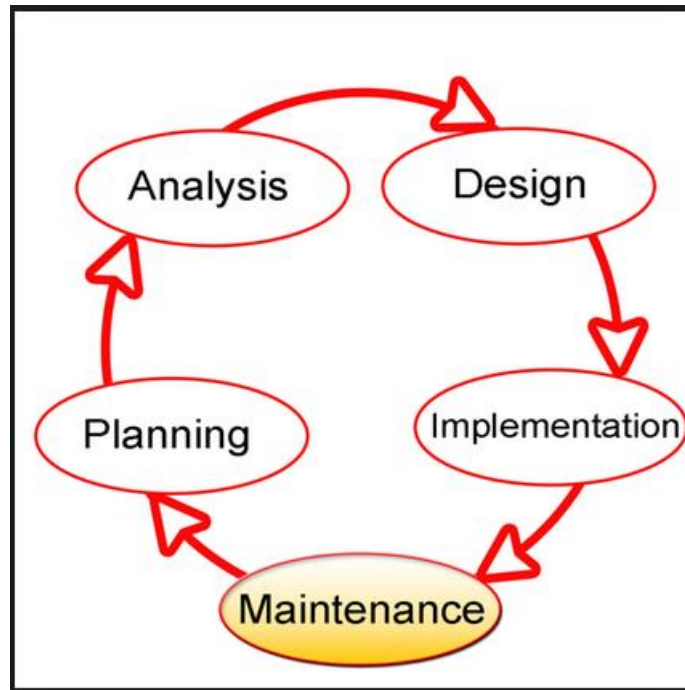 Analysis
Design
Planning
Implementation
Maintenance